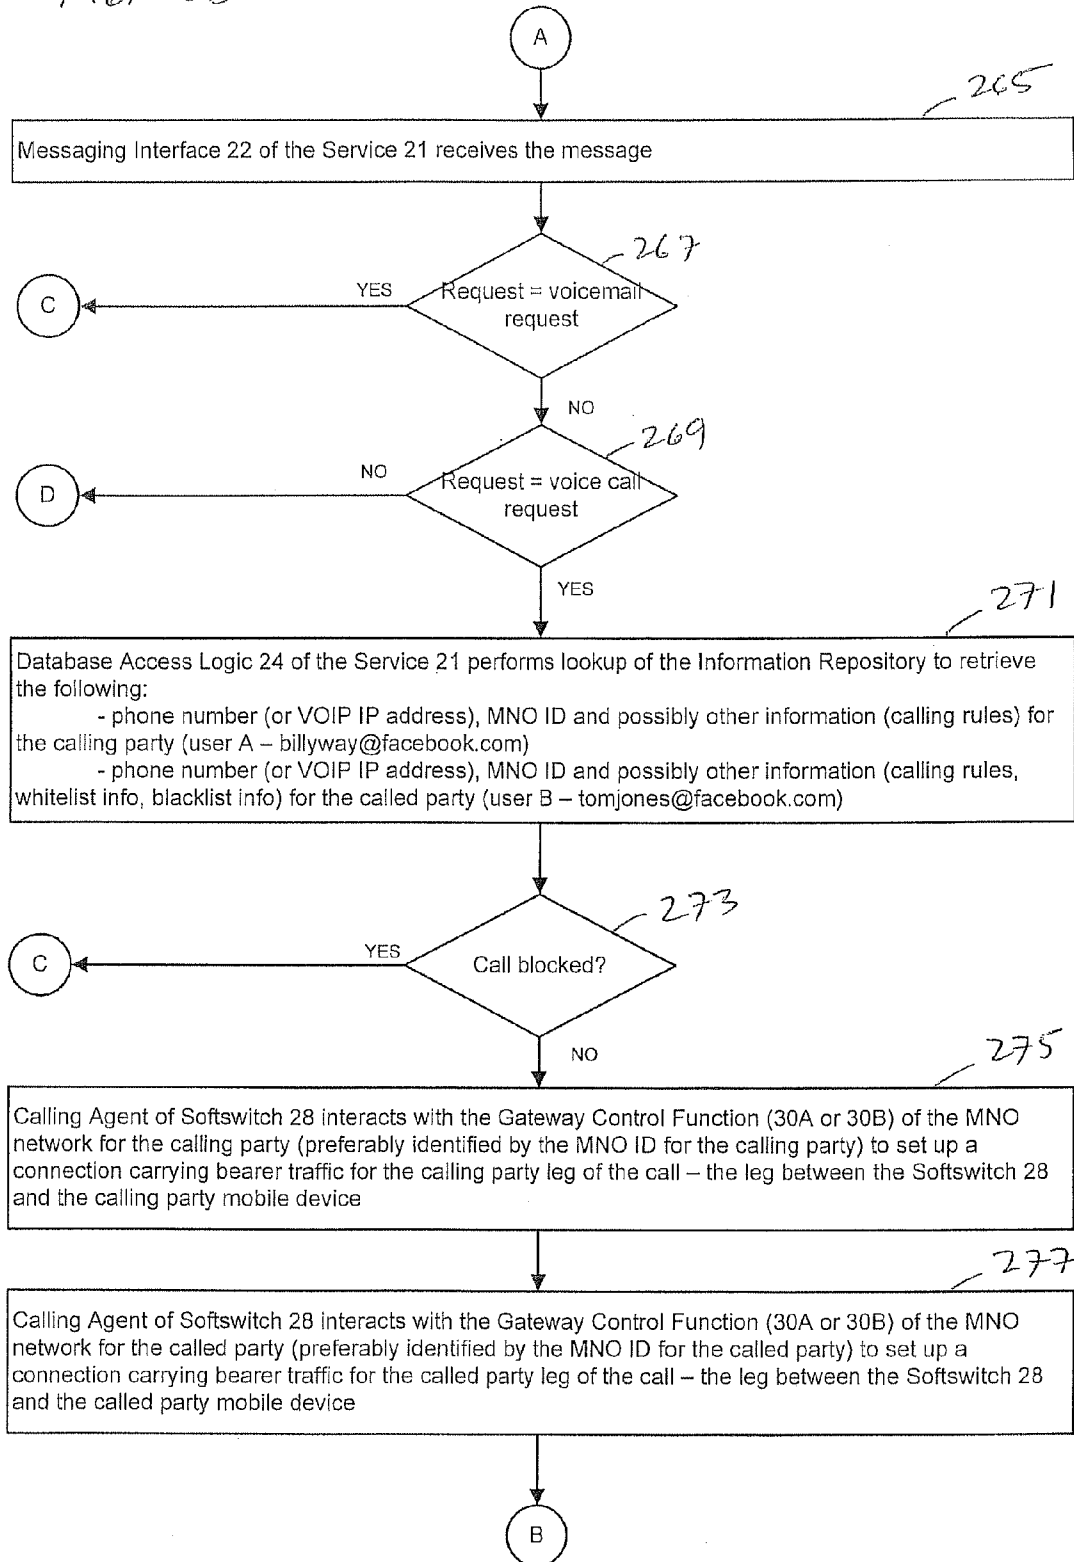 A
265
Messaging Interface 22 of the Service 21 receives the message
267
Request = voicemail
request
YES
C
NO
269
Request = voice call
request
NO
D
YES
271
Database Access Logic 24 of the Service 21 performs lookup of the Information Repository to retrieve
the following:
- phone number (or VOIP IP address), MNO ID and possibly other information (calling rules) for
the calling party (user A – billyway@facebook.com)
- phone number (or VOIP IP address), MNO ID and possibly other information (calling rules,
whitelist info, blacklist info) for the called party (user B – tomjones@facebook.com)
273
Call blocked?
YES
C
NO
275
Calling Agent of Softswitch 28 interacts with the Gateway Control Function (30A or 30B) of the MNO
network for the calling party (preferably identified by the MNO ID for the calling party) to set up a
connection carrying bearer traffic for the calling party leg of the call – the leg between the Softswitch 28
and the calling party mobile device
277
Calling Agent of Softswitch 28 interacts with the Gateway Control Function (30A or 30B) of the MNO
network for the called party (preferably identified by the MNO ID for the called party) to set up a
connection carrying bearer traffic for the called party leg of the call – the leg between the Softswitch 28
and the called party mobile device
B